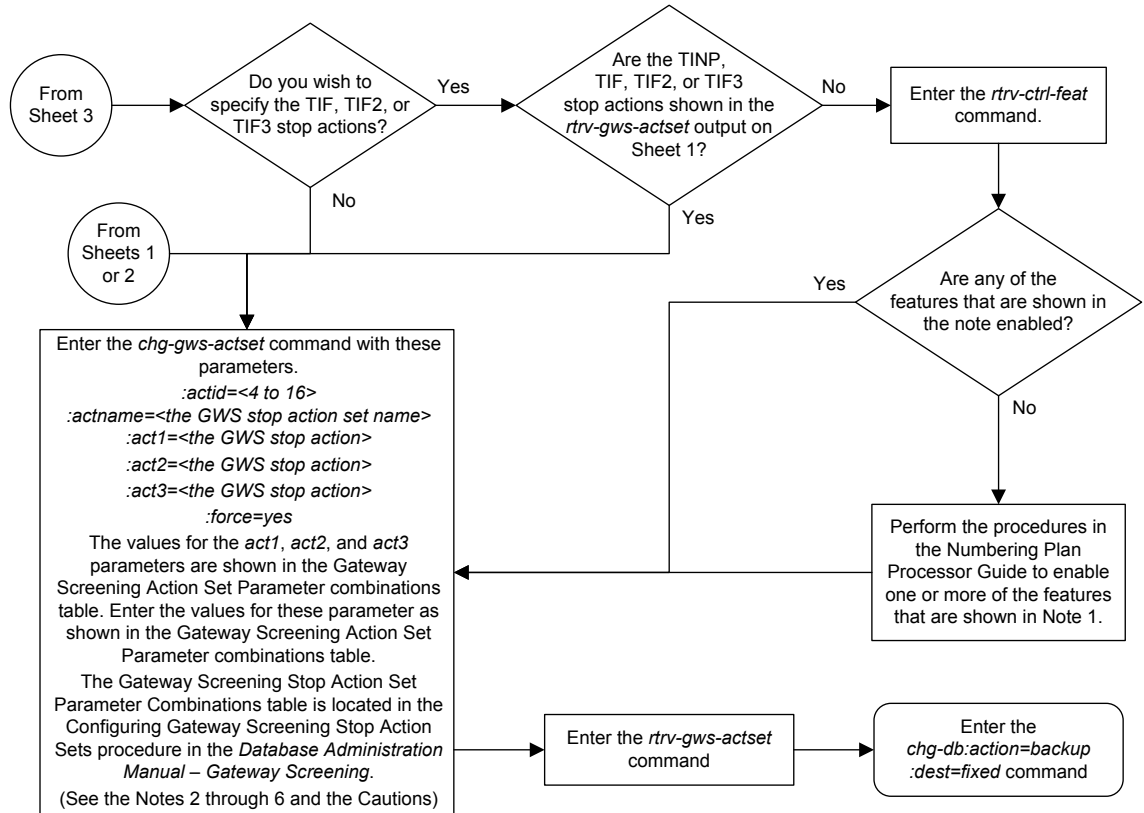 From
Sheet 3
Do you wish to
specify the TIF, TIF2, or
TIF3 stop actions?
Yes
Are the TINP,
TIF, TIF2, or TIF3
stop actions shown in the
rtrv-gws-actset output on
Sheet 1?
No
Enter the rtrv-ctrl-feat
command.
No
Yes
From
Sheets 1
or 2
Yes
Are any of the
features that are shown in
the note enabled?
No
Enter the chg-gws-actset command with these
parameters.
:actid=<4 to 16>
:actname=<the GWS stop action set name>
:act1=<the GWS stop action>
:act2=<the GWS stop action>
:act3=<the GWS stop action>
:force=yes
The values for the act1, act2, and act3
parameters are shown in the Gateway
Screening Action Set Parameter combinations
table. Enter the values for these parameter as
shown in the Gateway Screening Action Set
Parameter combinations table.
The Gateway Screening Stop Action Set
Parameter Combinations table is located in the
Configuring Gateway Screening Stop Action
Sets procedure in the Database Administration
Manual – Gateway Screening.
(See the Notes 2 through 6 and the Cautions)
Perform the procedures in
the Numbering Plan
Processor Guide to enable
one or more of the features
that are shown in Note 1.
Enter the rtrv-gws-actset
command
Enter the
chg-db:action=backup
:dest=fixed command